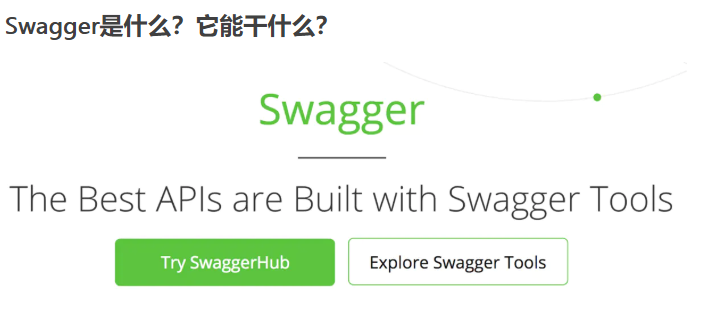 Swagger是什么？它能干什么？
Swagger
The Best APIs are Built with Swagger Tools
Try SwaggerHub
Explore Swagger Tools